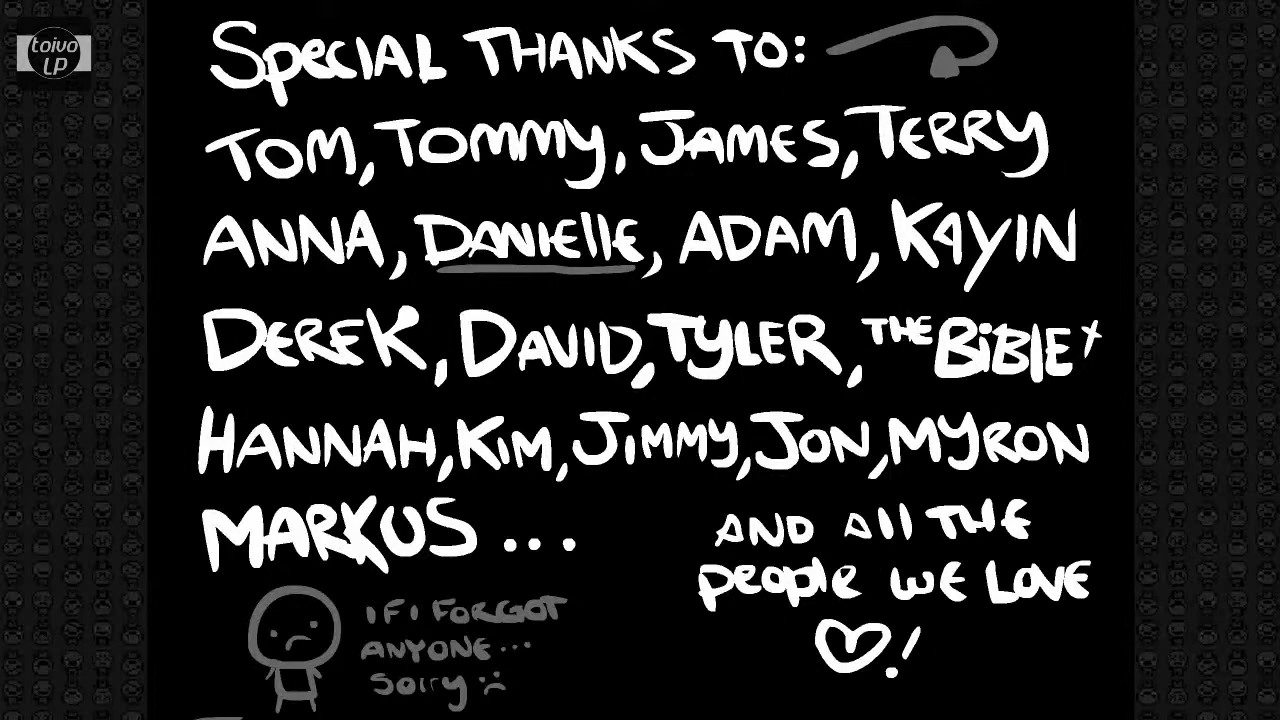 toivo
LP
SPECIAL THANKS TO:
TOM, TOMMY, JAMES, TERRY
ANNA, DANIELLE, ADAM, KAYIN
DEREK, DAVID, TYLER, THE BIBLE
HANNAH, KIM, JIMMY, JON, MYRON
MARKUS ...
AND ALL THE
PEOPLE WE LOVE
♡!
IF I FORGOT
ANYONE...
SORRY :(